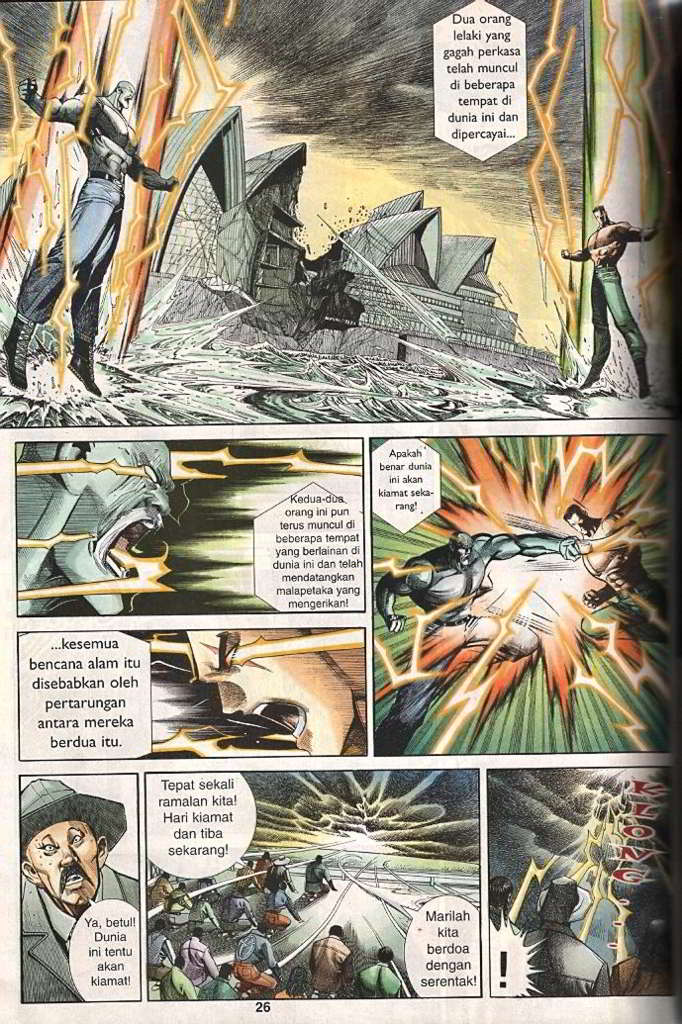 Dua orang
lelaki yang
gagah perkasa
telah muncul
di beberapa
tempat di
dunia ini dan
dipercayai...
Kedua-dua
orang ini pun
terus muncul di
beberapa tempat
yang berlainan di
dunia ini dan telah
mendatangkan
malapetaka yang
mengerikan!
Apakah
benar dunia
ini akan
kiamat seka-
rang!
...kesemua
bencana alam itu
disebabkan oleh
pertarungan
antara mereka
berdua itu.
Ya, betul!
Dunia
ini tentu
akan
kiamat!
Tepat sekali
ramalan kita!
Hari kiamat
dan tiba
sekarang!
Marilah
kita
berdoa
dengan
serentak!
KLONG
!
26